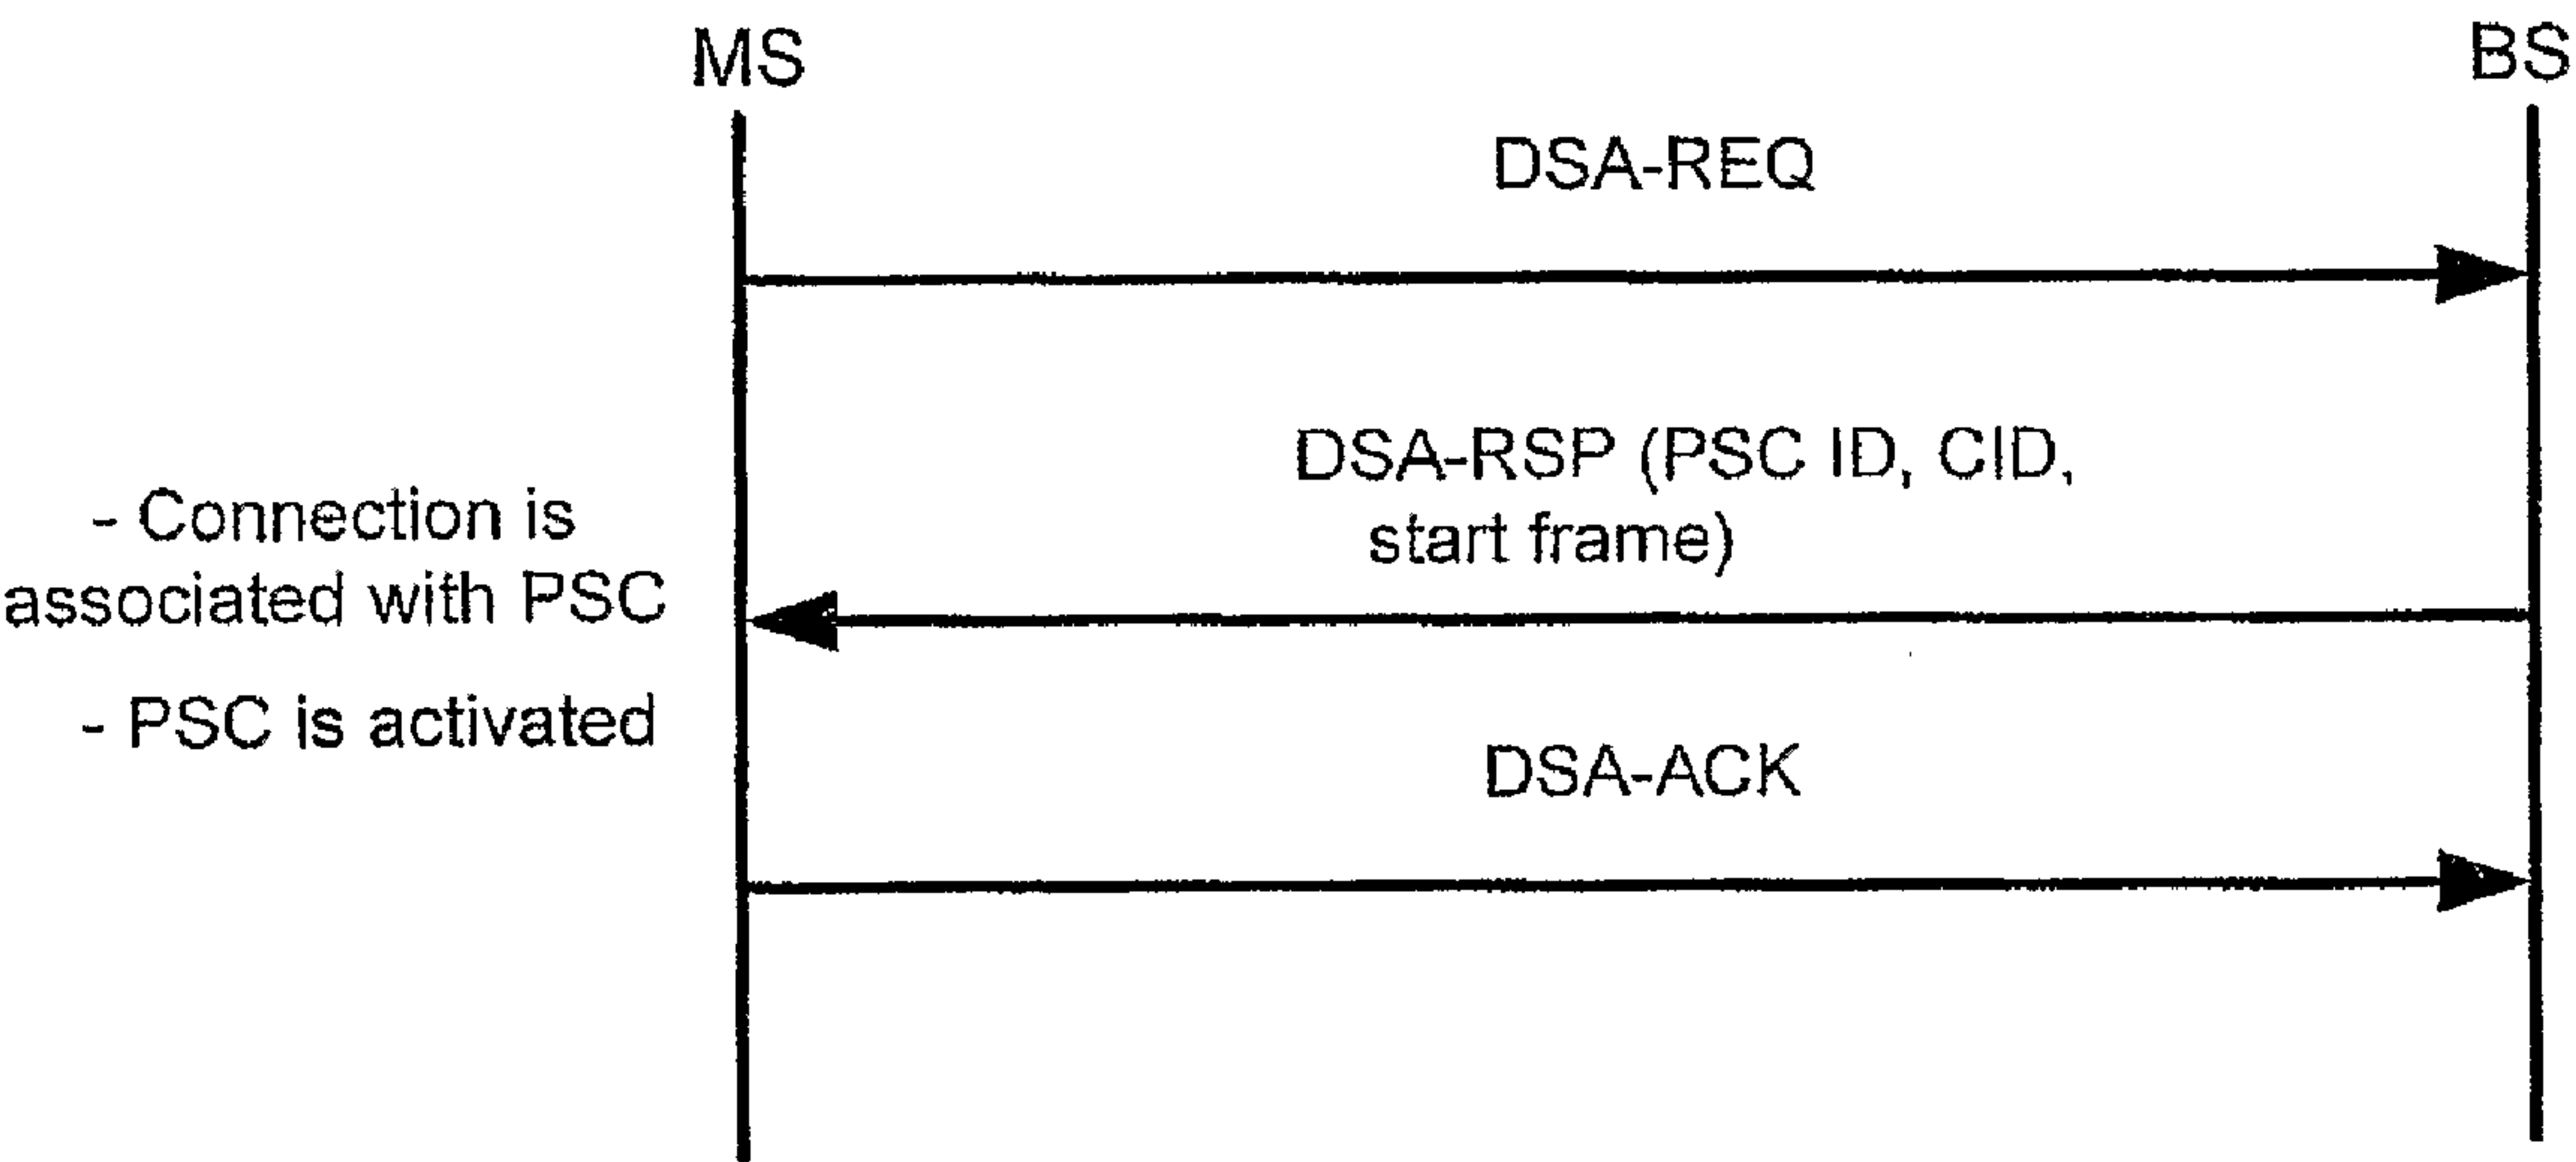 MS
BS
DSA-REQ
DSA-RSP (PSC ID, CID,
start frame)
- Connection is
associated with PSC
- PSC is activated
DSA-ACK